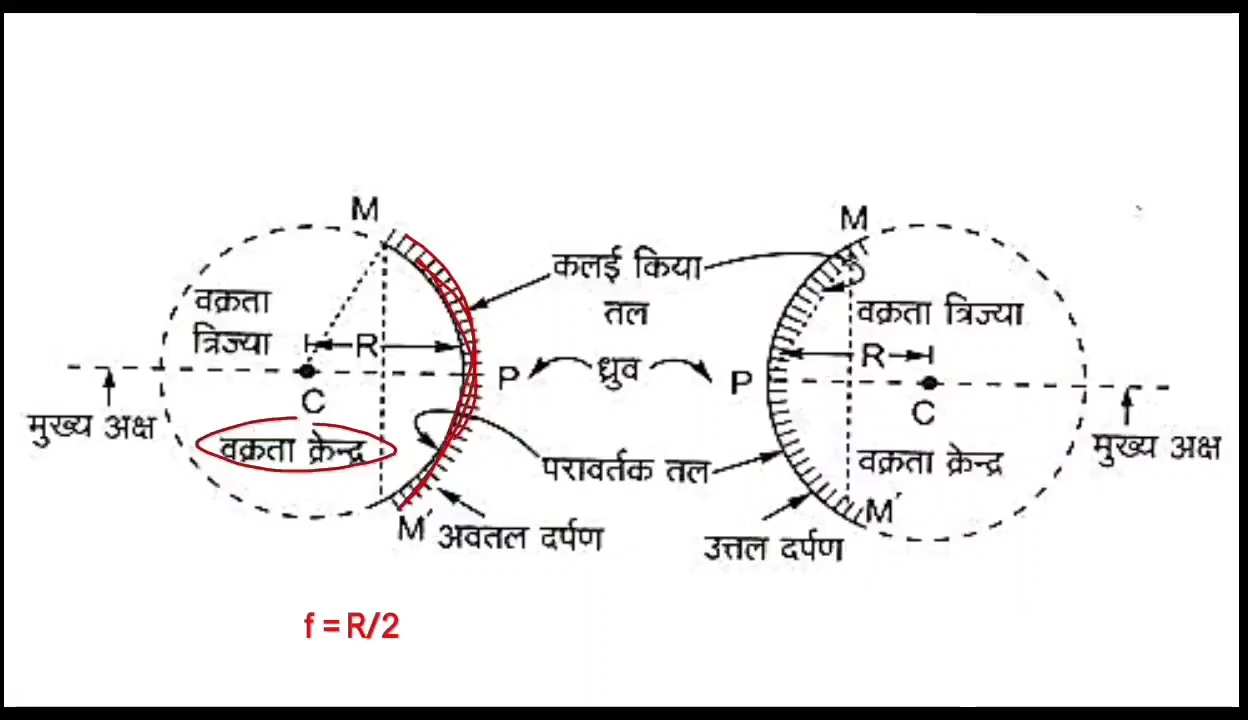 M
M
कलई किया
तल
वक्रता
त्रिज्या
वक्रता त्रिज्या
R
R
P
ध्रुव
P
C
C
मुख्य अक्ष
मुख्य अक्ष
वक्रता क्रेन्द्र
वक्रता क्रेन्द्र
परावर्तक तल
M′
M′
अवतल दर्पण
उत्तल दर्पण
f = R/2